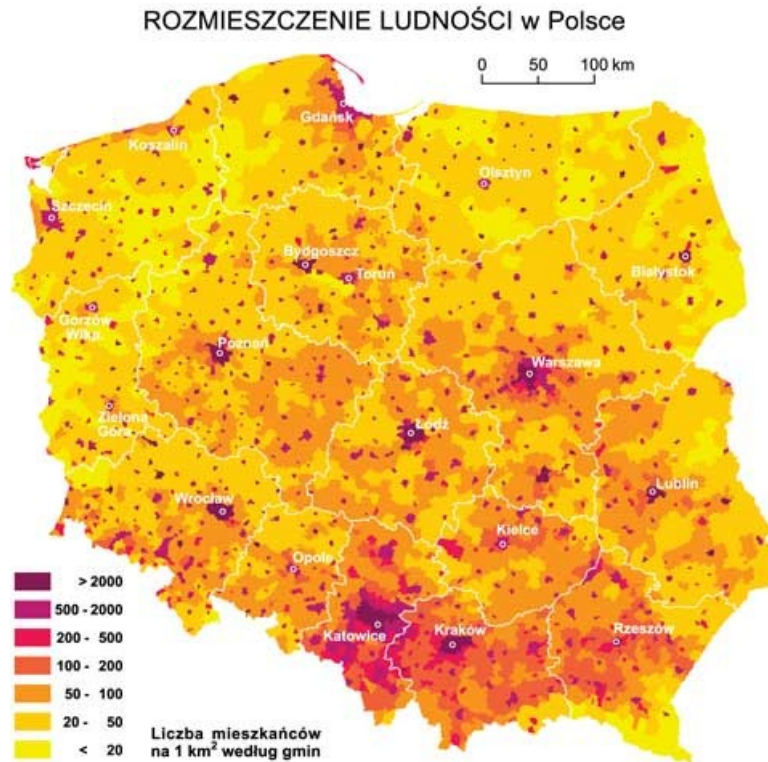 ROZMIESZCZENIE LUDNOŚCI w Polsce
0 50 100 km
Gdańsk
Koszalin
Olsztyn
Szczecin
Bydgoszcz
Toruń
Białystok
Gorzów
Wlkp.
Poznań
Warszawa
Zielona
Góra
Łódź
Wrocław
Lublin
Kielce
Opole
Katowice
Kraków
Rzeszów
> 2000
500 - 2000
200 - 500
100 - 200
50 - 100
20 - 50
< 20
Liczba mieszkańców
na 1 km² według gmin